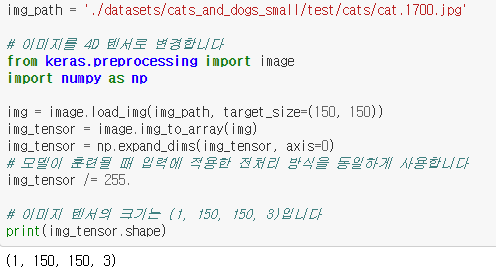 img_path = './datasets/cats_and_dogs_small/test/cats/cat.1700.jpg'
# 이미지를 4D 텐서로 변경합니다
from keras.preprocessing import image
import numpy as np
img = image.load_img(img_path, target_size=(150, 150))
img_tensor = image.img_to_array(img)
img_tensor = np.expand_dims(img_tensor, axis=0)
# 모델이 훈련될 때 입력에 적용한 전처리 방식을 동일하게 사용합니다
img_tensor /= 255.
# 이미지 텐서의 크기는 (1, 150, 150, 3)입니다
print(img_tensor.shape)
(1, 150, 150, 3)